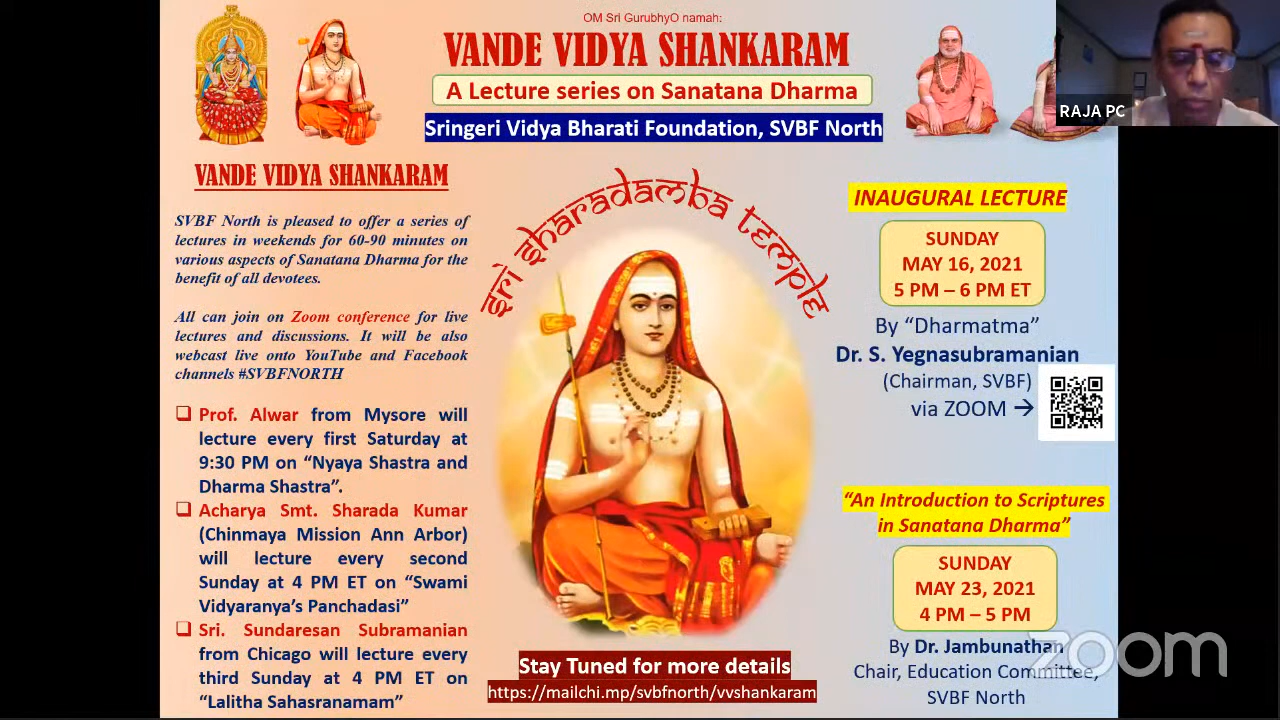 OM Sri GurubhyO namah:
VANDE VIDYA SHANKARAM
A Lecture series on Sanatana Dharma
Sringeri Vidya Bharati Foundation, SVBF North
RAJA PC
VANDE VIDYA SHANKARAM
SVBF North is pleased to offer a series of
lectures in weekends for 60-90 minutes on
various aspects of Sanatana Dharma for the
benefit of all devotees.
All can join on Zoom conference for live
lectures and discussions. It will be also
webcast live onto YouTube and Facebook
channels #SVBFNORTH
❑ Prof. Alwar from Mysore will
lecture every first Saturday at
9:30 PM on “Nyaya Shastra and
Dharma Shastra”.
❑ Acharya Smt. Sharada Kumar
(Chinmaya Mission Ann Arbor)
will lecture every second
Sunday at 4 PM ET on “Swami
Vidyaranya’s Panchadasi”
❑ Sri. Sundaresan Subramanian
from Chicago will lecture every
third Sunday at 4 PM ET on
“Lalitha Sahasranamam”
Sri Sharadamba Temple
Stay Tuned for more details
https://mailchi.mp/svbfnorth/vvshankaram
INAUGURAL LECTURE
SUNDAY
MAY 16, 2021
5 PM – 6 PM ET
By “Dharmatma”
Dr. S. Yegnasubramanian
(Chairman, SVBF)
via ZOOM →
“An Introduction to Scriptures
in Sanatana Dharma”
SUNDAY
MAY 23, 2021
4 PM – 5 PM
By Dr. Jambunathan
Chair, Education Committee,
SVBF North
zoom